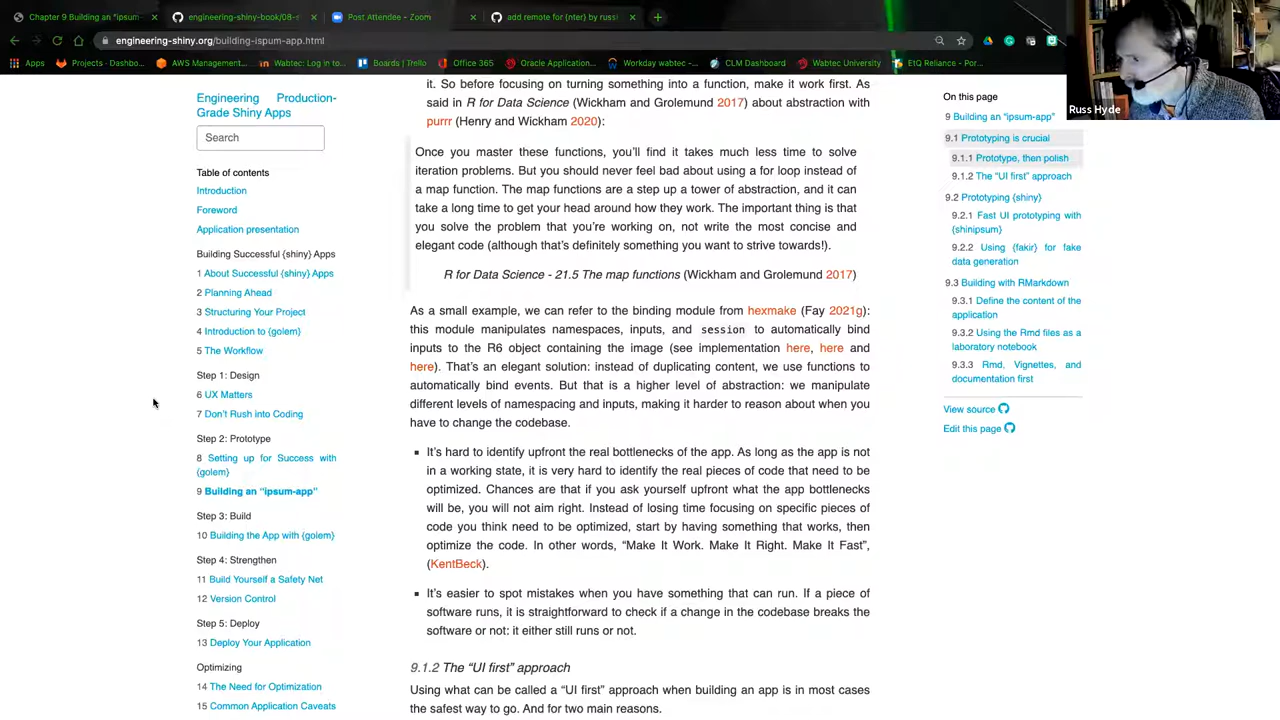 Chapter 9 Building an "ipsum-
engineering-shiny-book/08-s
Post Attendee - Zoom
add remote for {nter} by russ
engineering-shiny.org/building-ispum-app.html
Apps
Projects · Dashbo...
AWS Management...
Wabtec: Log in to...
Boards | Trello
Office 365
Oracle Application...
Workday wabtec -...
CLM Dashboard
Wabtec University
EtQ Reliance - Por...
Russ Hyde
Engineering Production-
Grade Shiny Apps
Search
Table of contents
Introduction
Foreword
Application presentation
Building Successful {shiny} Apps
1 About Successful {shiny} Apps
2 Planning Ahead
3 Structuring Your Project
4 Introduction to {golem}
5 The Workflow
Step 1: Design
6 UX Matters
7 Don't Rush into Coding
Step 2: Prototype
8 Setting up for Success with
{golem}
9 Building an "ipsum-app"
Step 3: Build
10 Building the App with {golem}
Step 4: Strengthen
11 Build Yourself a Safety Net
12 Version Control
Step 5: Deploy
13 Deploy Your Application
Optimizing
14 The Need for Optimization
15 Common Application Caveats
it. So before focusing on turning something into a function, make it work first. As
said in R for Data Science (Wickham and Grolemund 2017) about abstraction with
purrr (Henry and Wickham 2020):
Once you master these functions, you'll find it takes much less time to solve
iteration problems. But you should never feel bad about using a for loop instead of
a map function. The map functions are a step up a tower of abstraction, and it can
take a long time to get your head around how they work. The important thing is that
you solve the problem that you're working on, not write the most concise and
elegant code (although that's definitely something you want to strive towards!).
R for Data Science - 21.5 The map functions (Wickham and Grolemund 2017)
As a small example, we can refer to the binding module from hexmake (Fay 2021g):
this module manipulates namespaces, inputs, and session to automatically bind
inputs to the R6 object containing the image (see implementation here, here and
here). That's an elegant solution: instead of duplicating content, we use functions to
automatically bind events. But that is a higher level of abstraction: we manipulate
different levels of namespacing and inputs, making it harder to reason about when you
have to change the codebase.
▪ It's hard to identify upfront the real bottlenecks of the app. As long as the app is not
in a working state, it is very hard to identify the real pieces of code that need to be
optimized. Chances are that if you ask yourself upfront what the app bottlenecks
will be, you will not aim right. Instead of losing time focusing on specific pieces of
code you think need to be optimized, start by having something that works, then
optimize the code. In other words, "Make It Work. Make It Right. Make It Fast",
(KentBeck).
▪ It's easier to spot mistakes when you have something that can run. If a piece of
software runs, it is straightforward to check if a change in the codebase breaks the
software or not: it either still runs or not.
9.1.2 The "UI first" approach
Using what can be called a "UI first" approach when building an app is in most cases
the safest way to go. And for two main reasons.
On this page
9 Building an "ipsum-app"
9.1 Prototyping is crucial
9.1.1 Prototype, then polish
9.1.2 The "UI first" approach
9.2 Prototyping {shiny}
9.2.1 Fast UI prototyping with
{shinipsum}
9.2.2 Using {fakir} for fake
data generation
9.3 Building with RMarkdown
9.3.1 Define the content of the
application
9.3.2 Using the Rmd files as a
laboratory notebook
9.3.3 Rmd, Vignettes, and
documentation first
View source
Edit this page